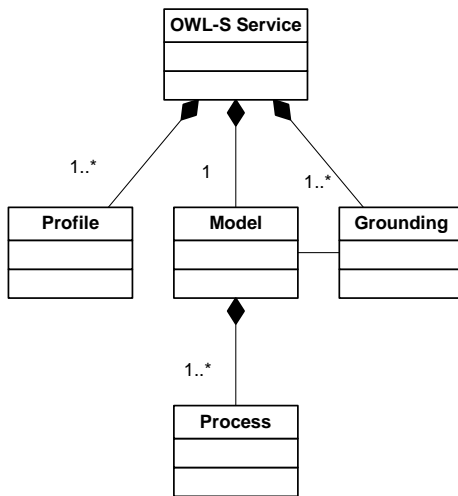 OWL-S Service
1..*
1
1..*
Profile
Model
Grounding
1..*
Process